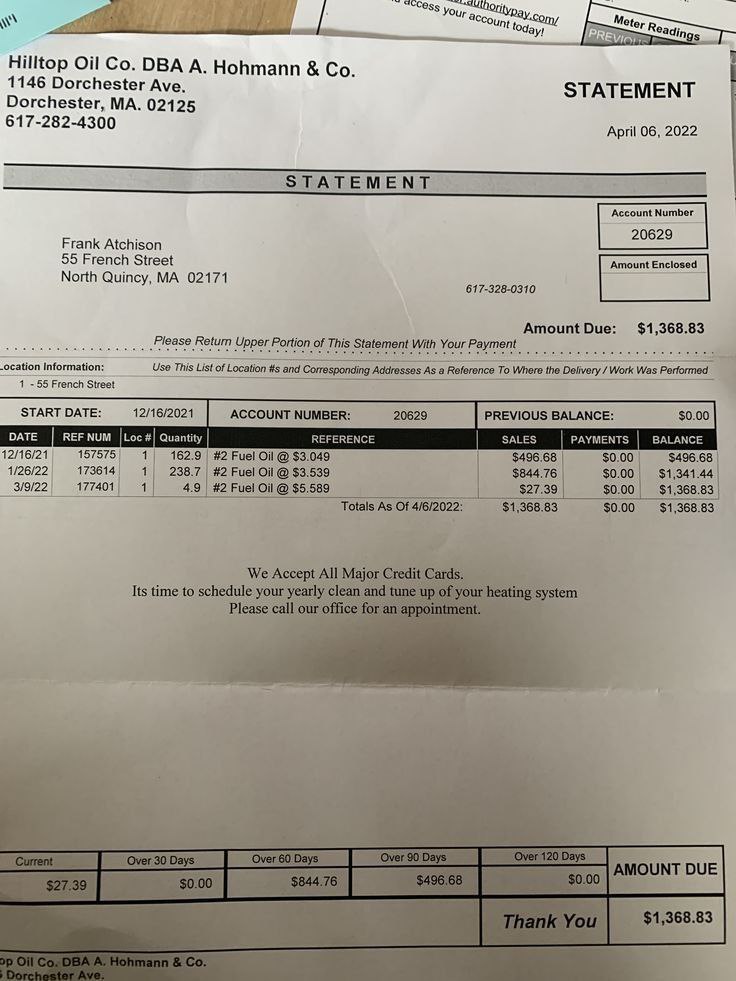 access your account today!
Meter Readings
Hilltop Oil Co. DBA A. Hohmann & Co.
1146 Dorchester Ave.
Dorchester, MA. 02125
617-282-4300
STATEMENT
April 06, 2022
STATEMENT
Account Number
20629
Frank Atchison
55 French Street
North Quincy, MA 02171
617-328-0310
Amount Enclosed
Amount Due: $1,368.83
Please Return Upper Portion of This Statement With Your Payment
ocation Information: Use This List of Location #s and Corresponding Addresses As a Reference To Where the Delivery / Work Was Performed
1 - 55 French Street
START DATE: 12/16/2021 ACCOUNT NUMBER: 20629 PREVIOUS BALANCE: $0.00
DATE REF NUM Loc # Quantity REFERENCE SALES PAYMENTS BALANCE
12/16/21 157575 1 162.9 #2 Fuel Oil @ $3.049 $496.68 $0.00 $496.68
1/26/22 173614 1 238.7 #2 Fuel Oil @ $3.539 $844.76 $0.00 $1,341.44
3/9/22 177401 1 4.9 #2 Fuel Oil @ $5.589 $27.39 $0.00 $1,368.83
Totals As Of 4/6/2022: $1,368.83 $0.00 $1,368.83
We Accept All Major Credit Cards.
Its time to schedule your yearly clean and tune up of your heating system
Please call our office for an appointment.
Current Over 30 Days Over 60 Days Over 90 Days Over 120 Days AMOUNT DUE
$27.39 $0.00 $844.76 $496.68 $0.00
Thank You $1,368.83
op Oil Co. DBA A. Hohmann & Co.
Dorchester Ave.